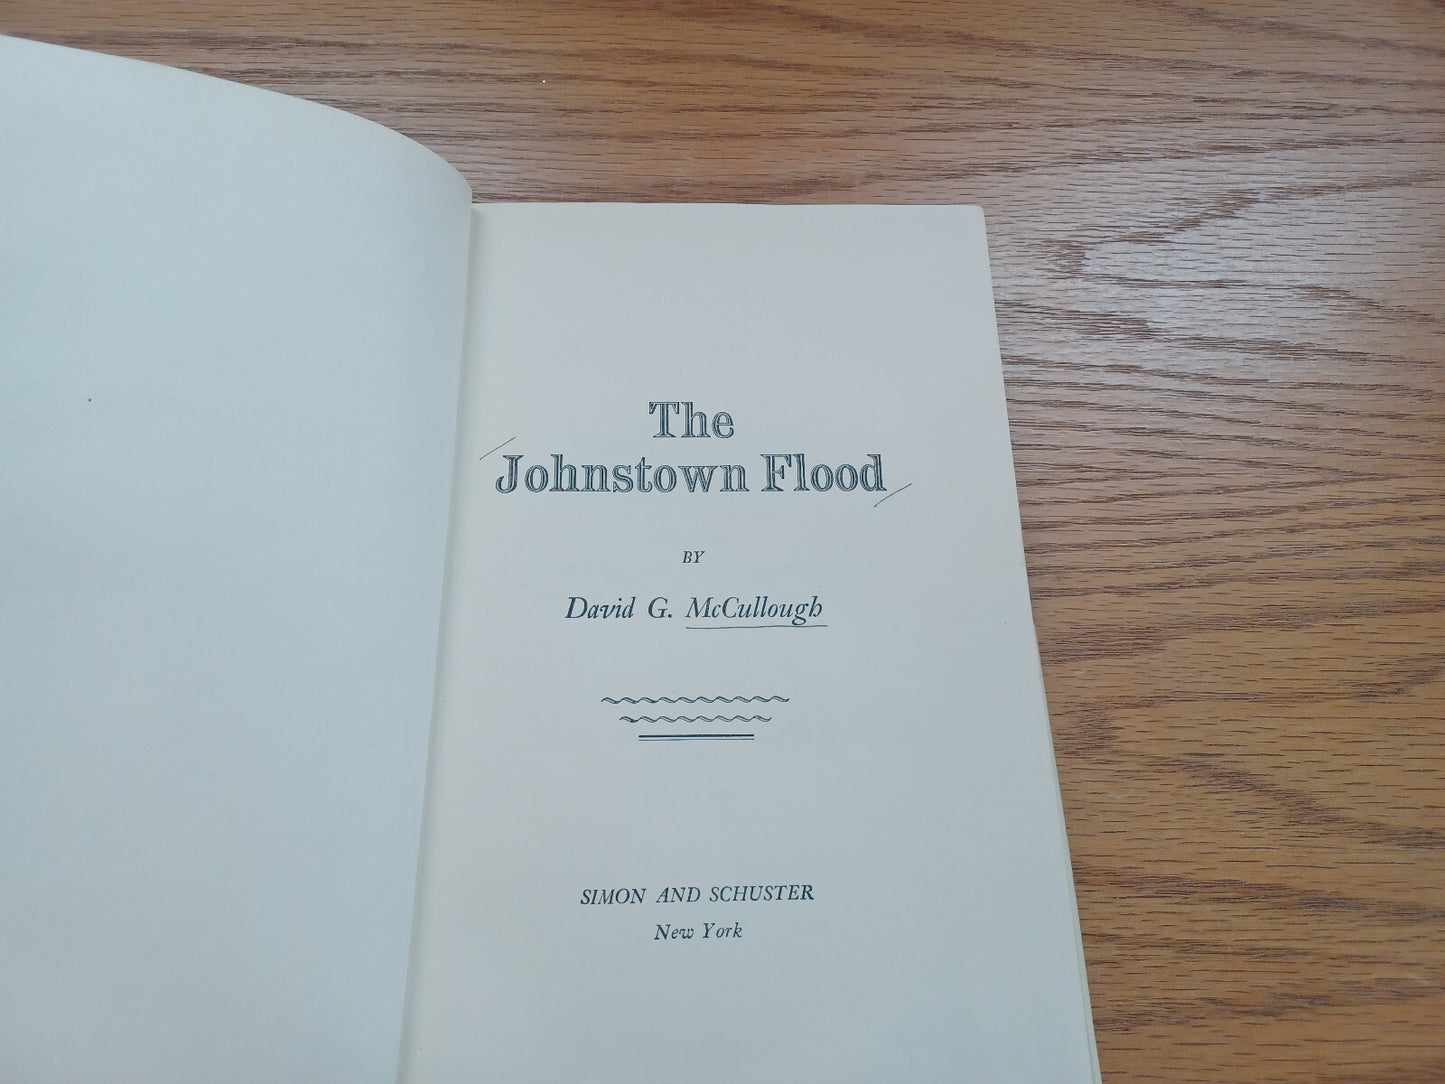 The
Johnstown Flood
BY
David G. McCullough
SIMON AND SCHUSTER
New York